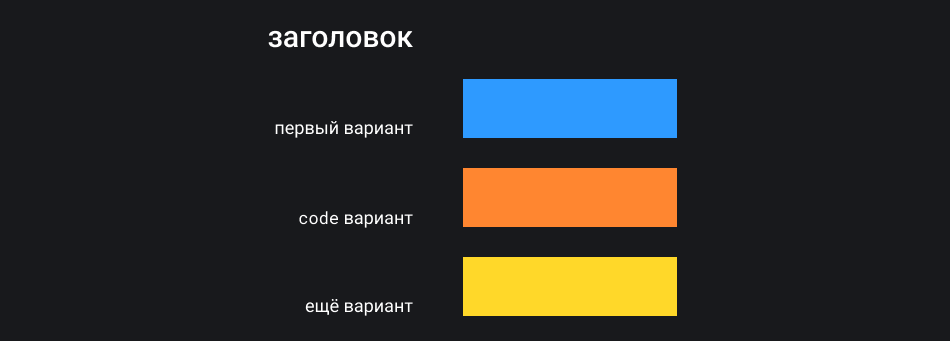 заголовок
первый вариант
code вариант
ещё вариант